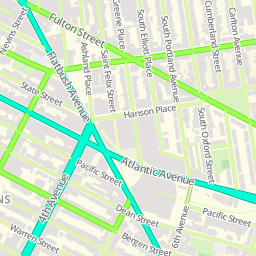 Nevins Street
Fulton Street
Greene Place
South Elliott Place
South Portland Avenue
Cumberland Street
Carlton Avenue
Flatbush Avenue
Ashland Place
Saint Felix Street
State Street
Hanson Place
South Oxford Street
Atlantic Avenue
Pacific Street
4th Avenue
NS
Dean Street
Pacific Street
Warren Street
Bergen Street
6th Avenue